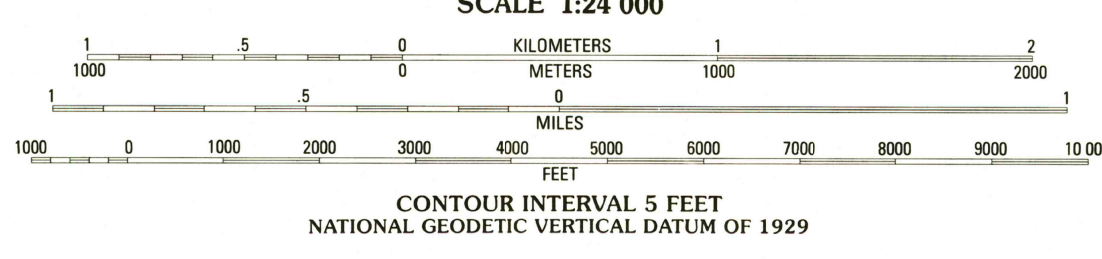 SCALE 1:24 000
1 .5 0 KILOMETERS 1 2
1000 0 METERS 1000 2000
1 .5 0 1
MILES
1000 0 1000 2000 3000 4000 5000 6000 7000 8000 9000 10 00
FEET
CONTOUR INTERVAL 5 FEET
NATIONAL GEODETIC VERTICAL DATUM OF 1929